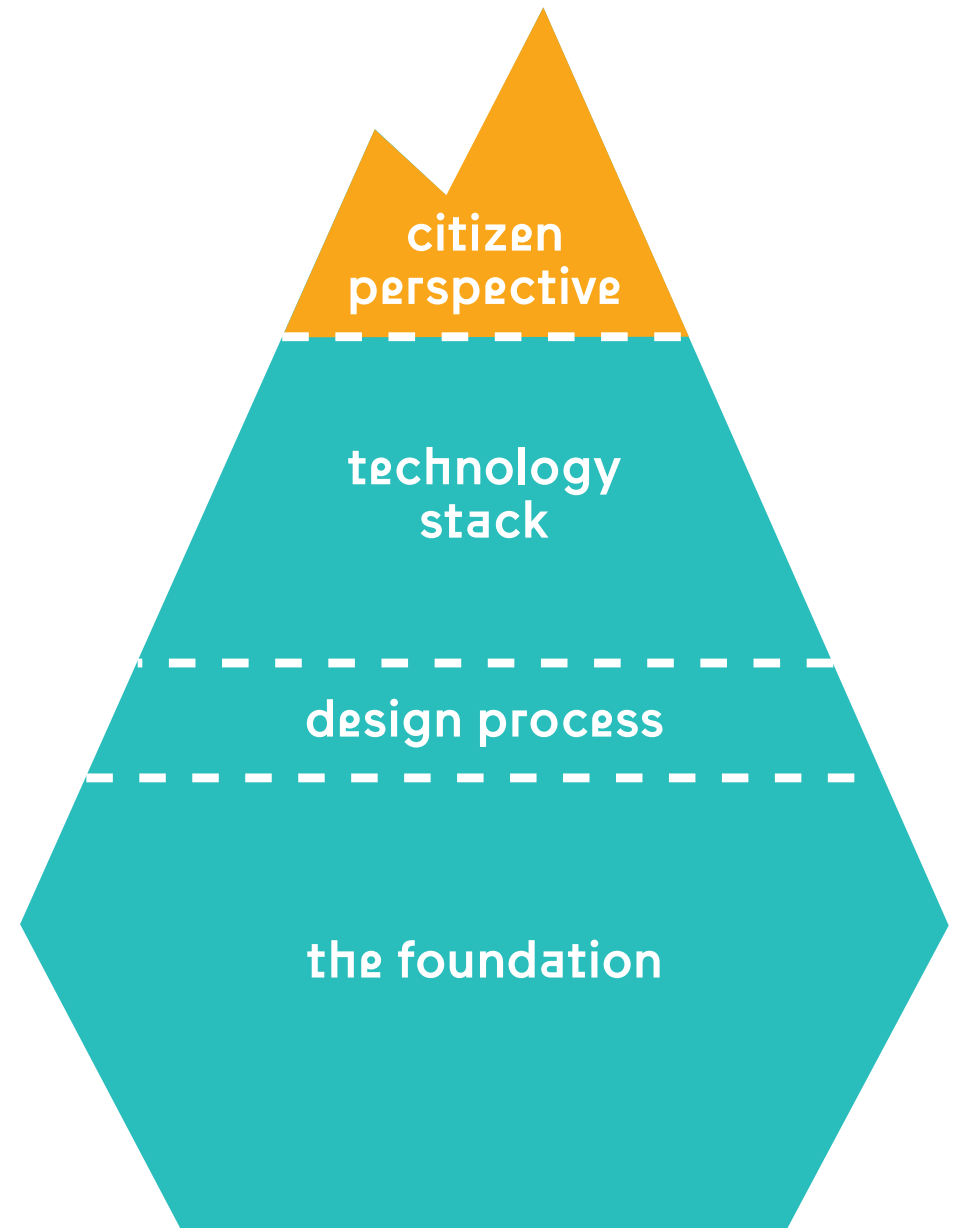 citizen
perspective
technology
stack
design process
the foundation